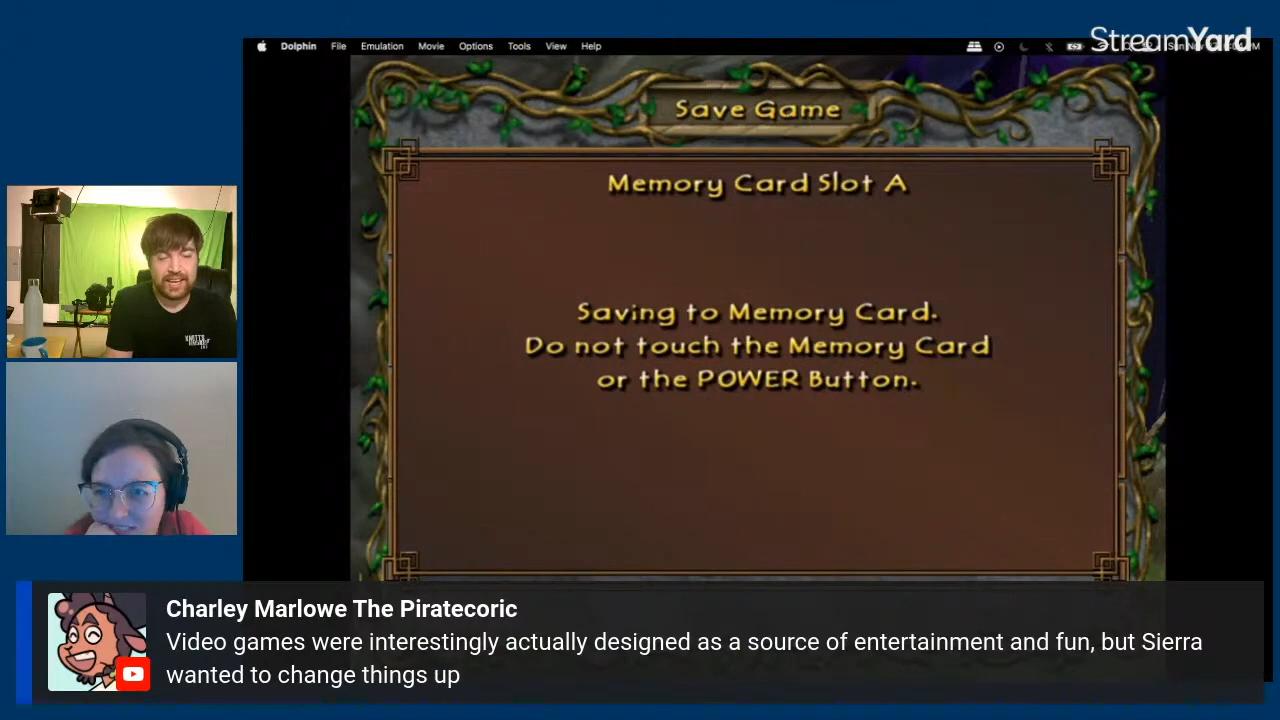 StreamYard
Dolphin File Emulation Movie Options Tools View Help
Save Game
Memory Card Slot A
Saving to Memory Card.
Do not touch the Memory Card
or the POWER Button.
Charley Marlowe The Piratecoric
Video games were interestingly actually designed as a source of entertainment and fun, but Sierra
wanted to change things up